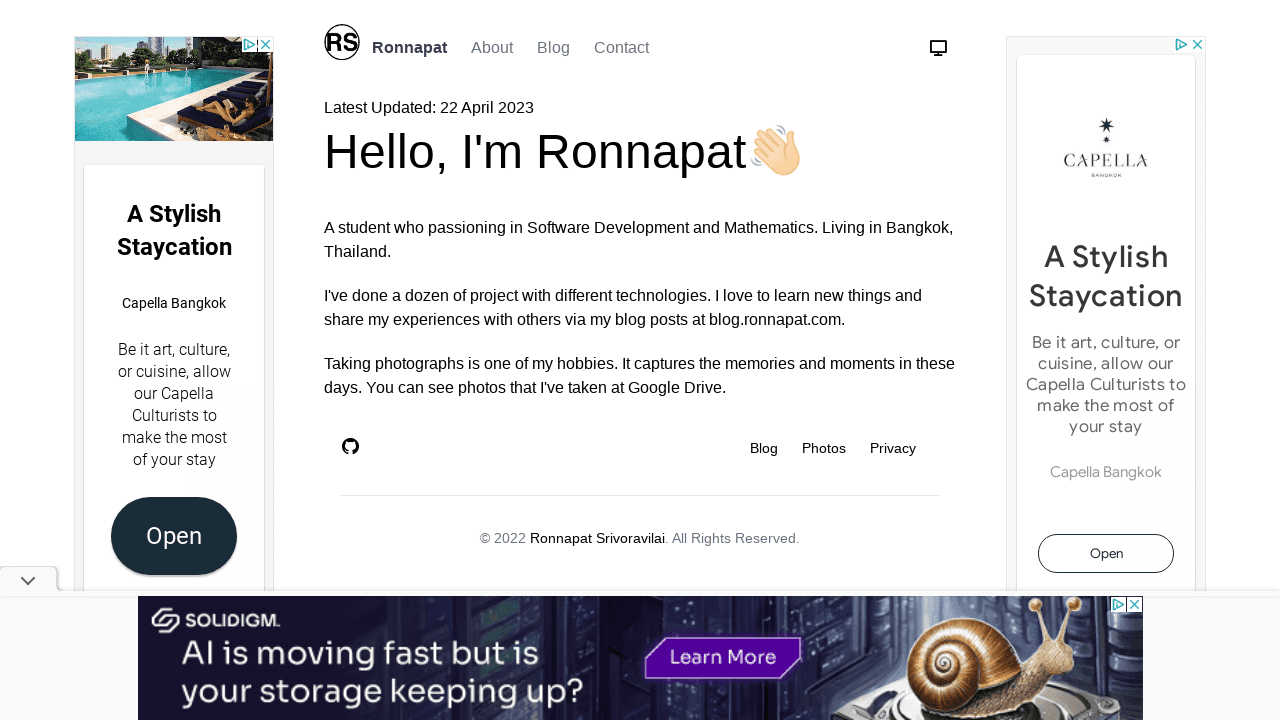 RS
Ronnapat About Blog Contact
Latest Updated: 22 April 2023
Hello, I'm Ronnapat
A student who passioning in Software Development and Mathematics. Living in Bangkok,
Thailand.
I've done a dozen of project with different technologies. I love to learn new things and
share my experiences with others via my blog posts at blog.ronnapat.com.
Taking photographs is one of my hobbies. It captures the memories and moments in these
days. You can see photos that I've taken at Google Drive.
Blog Photos Privacy
© 2022 Ronnapat Srivoravilai. All Rights Reserved.
A Stylish
Staycation
Capella Bangkok
Be it art, culture,
or cuisine, allow
our Capella
Culturists to
make the most
of your stay
Open
CAPELLA
BANGKOK
A Stylish
Staycation
Be it art, culture, or
cuisine, allow our
Capella Culturists to
make the most of
your stay
Capella Bangkok
Open
SOLIDIGM
AI is moving fast but is
your storage keeping up?
Learn More